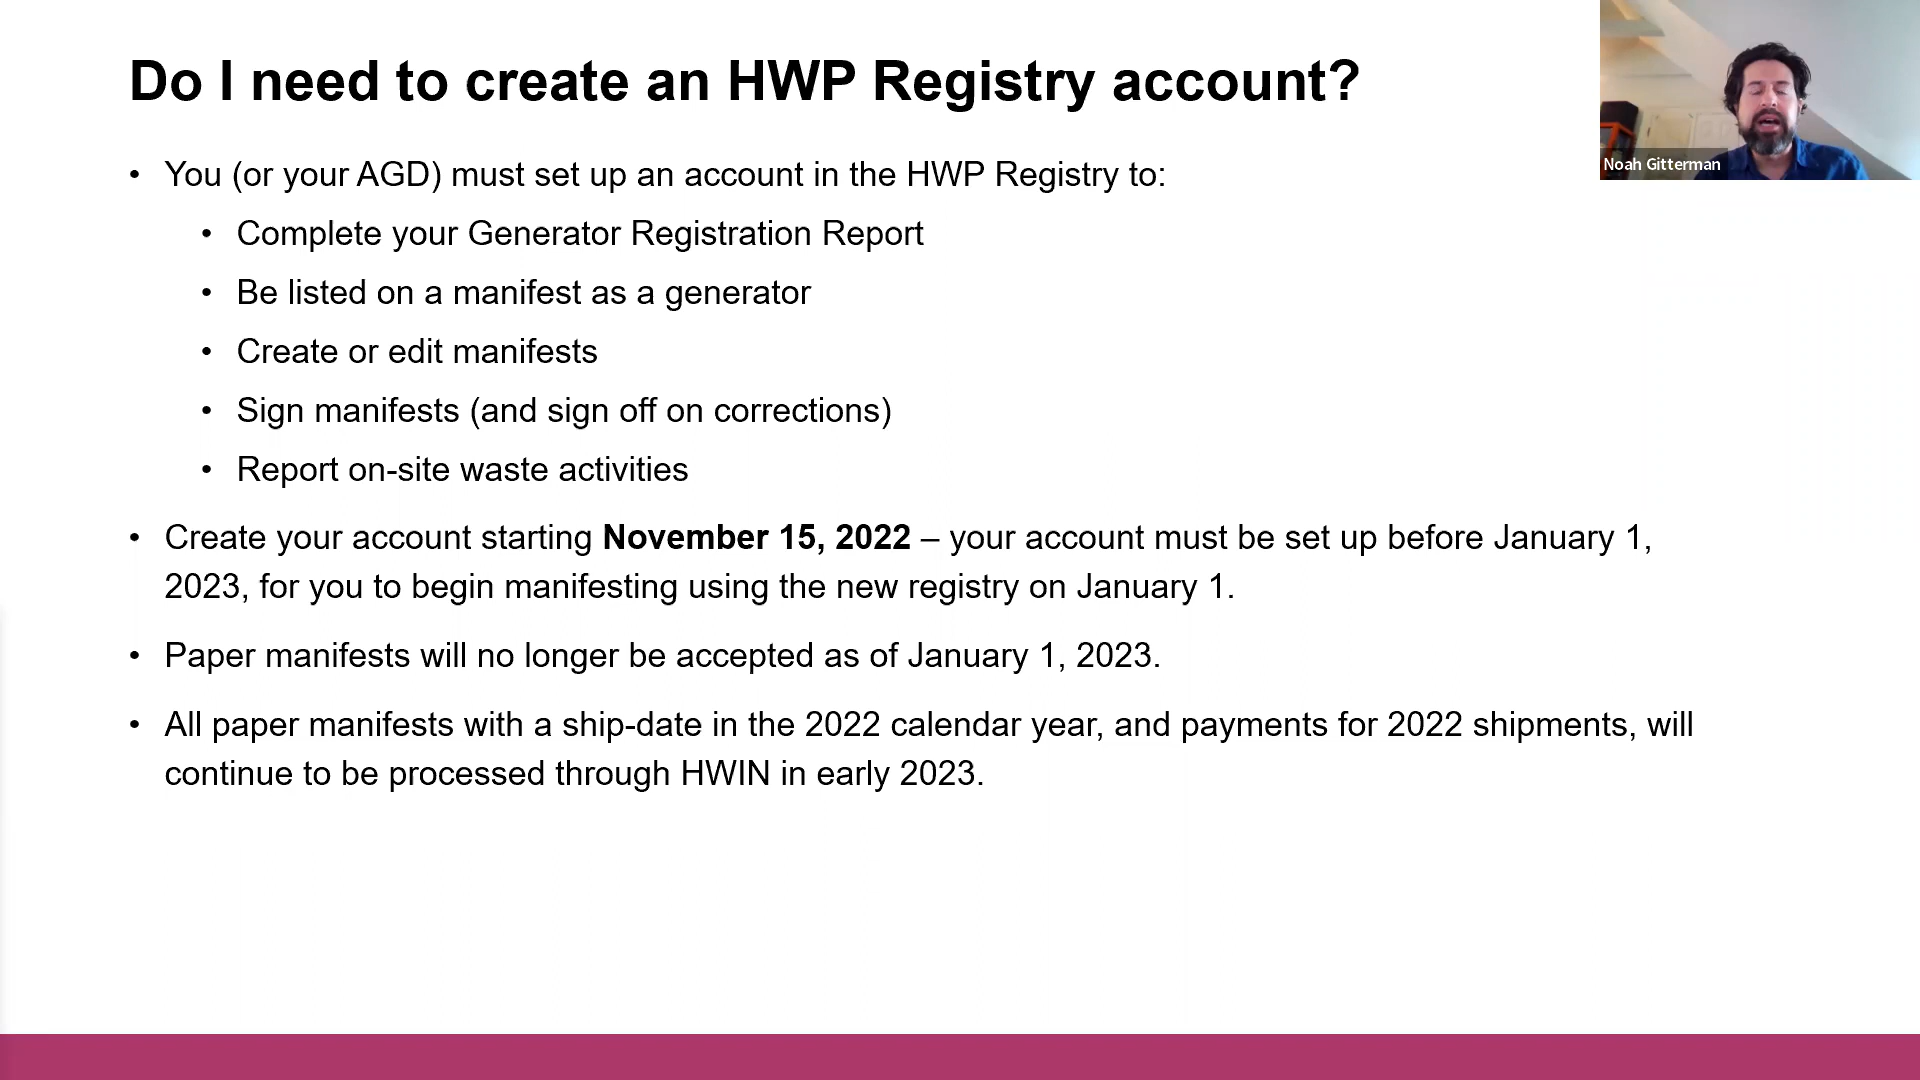 Do I need to create an HWP Registry account?
Noah Gitterman
• You (or your AGD) must set up an account in the HWP Registry to:
• Complete your Generator Registration Report
• Be listed on a manifest as a generator
• Create or edit manifests
• Sign manifests (and sign off on corrections)
• Report on-site waste activities
• Create your account starting November 15, 2022 – your account must be set up before January 1,
2023, for you to begin manifesting using the new registry on January 1.
• Paper manifests will no longer be accepted as of January 1, 2023.
• All paper manifests with a ship-date in the 2022 calendar year, and payments for 2022 shipments, will
continue to be processed through HWIN in early 2023.